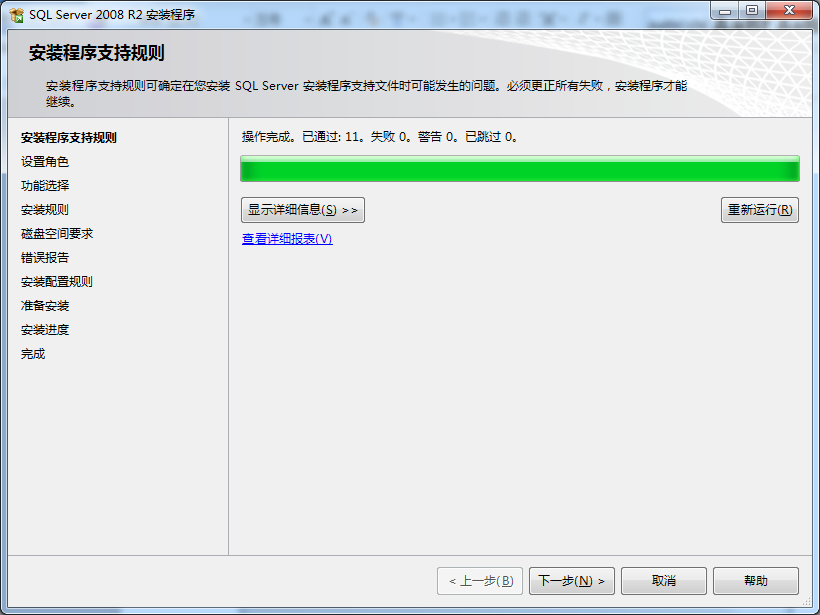 SQL Server 2008 R2 安装程序
安装程序支持规则
安装程序支持规则可确定在您安装 SQL Server 安装程序支持文件时可能发生的问题。必须更正所有失败，安装程序才能
继续。
安装程序支持规则
设置角色
功能选择
安装规则
磁盘空间要求
错误报告
安装配置规则
准备安装
安装进度
完成
操作完成。已通过: 11。失败 0。警告 0。已跳过 0。
显示详细信息(S) >>
重新运行(R)
查看详细报表(V)
< 上一步(B)
下一步(N) >
取消
帮助